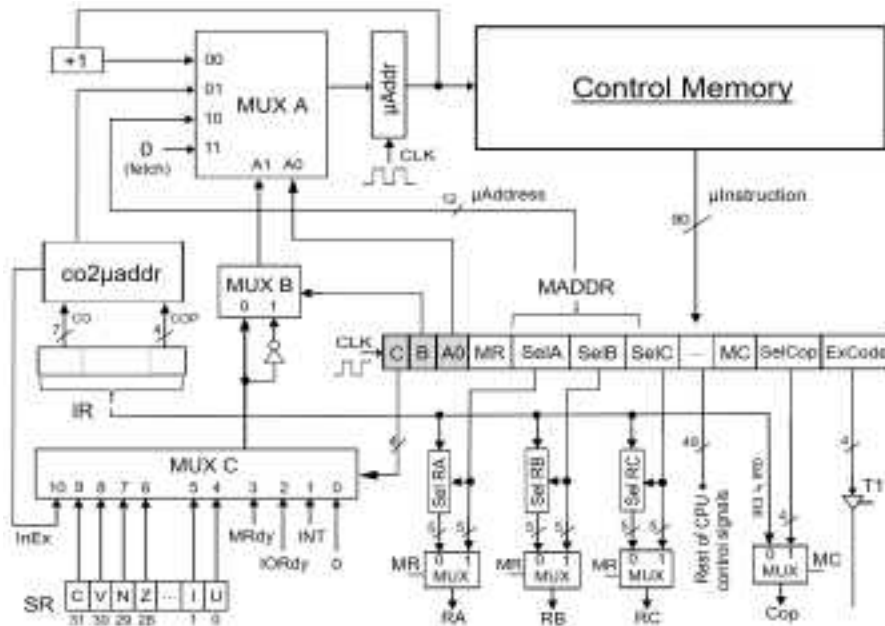 +1
00
01
10
11
MUX A
A1 A0
0
(fetch)
µAddr
CLK
Control Memory
12
µAddress
µInstruction
80
co2µaddr
7
CO
4
COP
IR
MUX B
0 1
MADDR
CLK
C B A0 MR SelA SelB SelC ... MC SelCop ExCode
MUX C
10 9 8 7 6 5 4 3 2 1 0
InEx
MRdy
IORdy
INT
0
SR
C V N Z ... I U
31 30 29 28 1 0
Sel RA
Sel RB
Sel RC
5 5
5 5
5 5
0 1
MUX
MR
RA
0 1
MUX
MR
RB
0 1
MUX
MR
RC
Rest of CPU
control signals
4
0 1
MUX
MC
Cop
4
T1